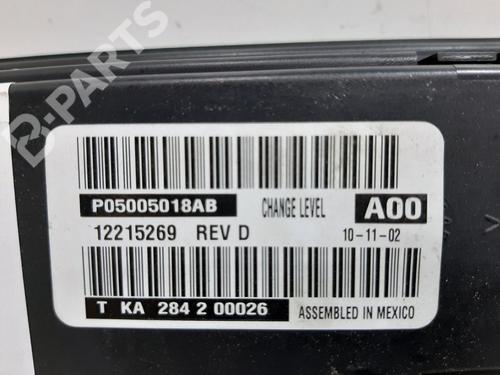 B-PARTS
P05005018AB CHANGE LEVEL A00
12215269 REV D 10-11-02
T KA 284 2 00026 ASSEMBLED IN MEXICO